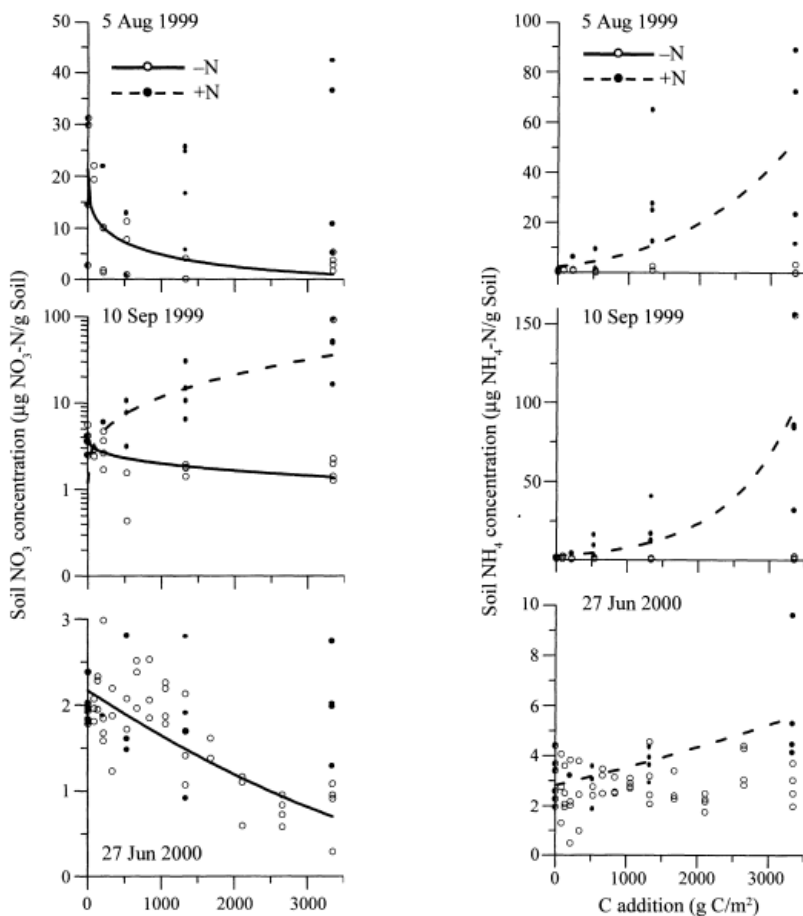 5 Aug 1999
50
40
30
20
10
0
–N
+N
10 Sep 1999
100
10
1
0
3
2
1
0
27 Jun 2000
0
1000
2000
3000
Soil NO3 concentration (µg NO3-N/g Soil)
5 Aug 1999
100
80
60
40
20
–N
+N
10 Sep 1999
150
100
50
27 Jun 2000
10
8
6
4
2
0
0
1000
2000
3000
C addition (g C/m²)
Soil NH4 concentration (µg NH4-N/g Soil)